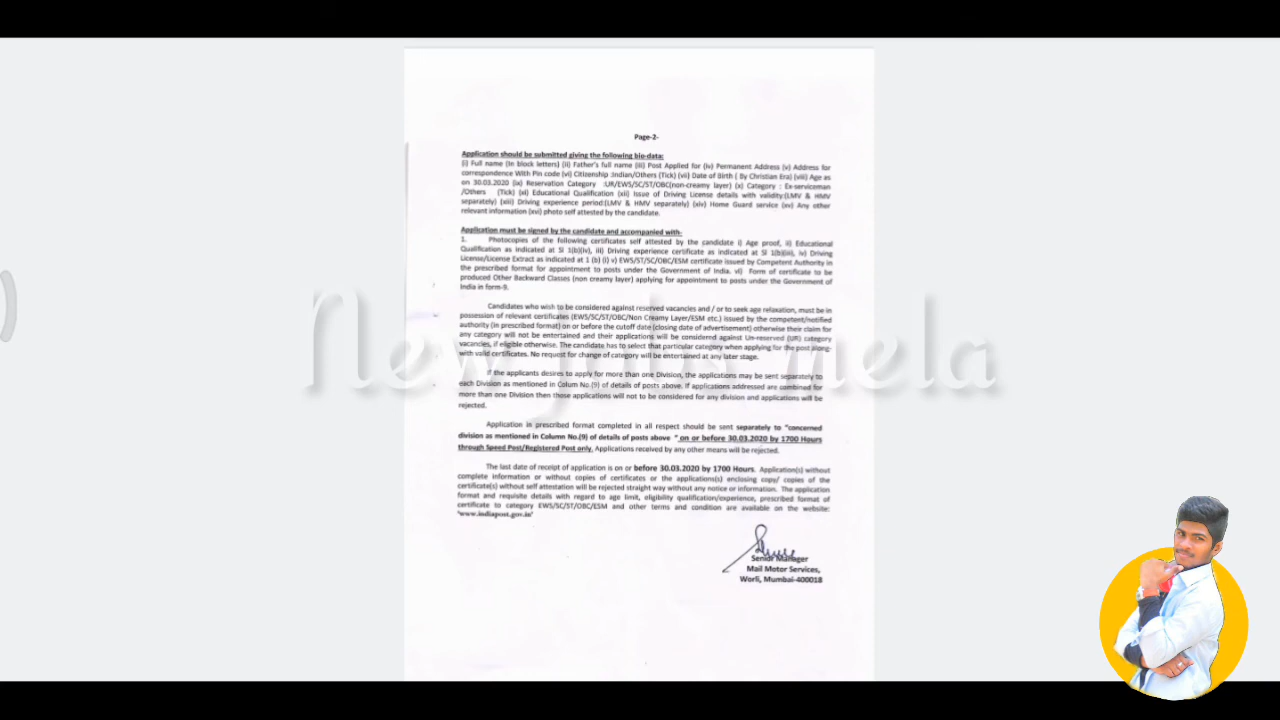 Page-2-
Application should be submitted giving the following bio-data:
(i) Full name (In block letters) (ii) Father's full name (iii) Post Applied for (iv) Permanent Address (v) Address for
correspondence With Pin code (vi) Citizenship :Indian/Others (Tick) (vii) Date of Birth ( By Christian Era) (viii) Age as
on 30.03.2020 (ix) Reservation Category :UR/EWS/SC/ST/OBC(non-creamy layer) (x) Category : Ex-serviceman
/Others (Tick) (xi) Educational Qualification (xii) Issue of Driving License details with validity:(LMV & HMV
separately) (xiii) Driving experience period:(LMV & HMV separately) (xiv) Home Guard service (xv) Any other
relevant information (xvi) photo self attested by the candidate.
Application must be signed by the candidate and accompanied with-
1. Photocopies of the following certificates self attested by the candidate i) Age proof, ii) Educational
Qualification as indicated at Sl 1(b)(iv), iii) Driving experience certificate as indicated at Sl 1(b)(iii), iv) Driving
License/License Extract as indicated at 1 (b) (i) v) EWS/ST/SC/OBC/ESM certificate issued by Competent Authority in
the prescribed format for appointment to posts under the Government of India. vi) Form of certificate to be
produced Other Backward Classes (non creamy layer) applying for appointment to posts under the Government of
India in form-9.
Candidates who wish to be considered against reserved vacancies and / or to seek age relaxation, must be in
possession of relevant certificates (EWS/SC/ST/OBC/Non Creamy Layer/ESM etc.) issued by the competent/notified
authority (in prescribed format) on or before the cutoff date (closing date of advertisement) otherwise their claim for
any category will not be entertained and their applications will be considered against Un-reserved (UR) category
vacancies, if eligible otherwise. The candidate has to select that particular category when applying for the post along-
with valid certificates. No request for change of category will be entertained at any later stage.
If the applicants desires to apply for more than one Division, the applications may be sent separately to
each Division as mentioned in Colum No.(9) of details of posts above. If applications addressed are combined for
more than one Division then those applications will not to be considered for any division and applications will be
rejected.
Application in prescribed format completed in all respect should be sent separately to "concerned
division as mentioned in Column No.(9) of details of posts above " on or before 30.03.2020 by 1700 Hours
through Speed Post/Registered Post only. Applications received by any other means will be rejected.
The last date of receipt of application is on or before 30.03.2020 by 1700 Hours. Application(s) without
complete information or without copies of certificates or the applications(s) enclosing copy/ copies of the
certificate(s) without self attestation will be rejected straight way without any notice or information. The application
format and requisite details with regard to age limit, eligibility qualification/experience, prescribed format of
certificate to category EWS/SC/ST/OBC/ESM and other terms and condition are available on the website:
'www.indiapost.gov.in'
Senior Manager
Mail Motor Services,
Worli, Mumbai-400018
New jobs mela